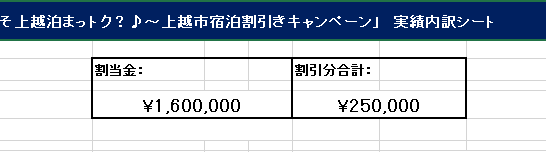 そ上越泊まっトク?♪～上越市宿泊割引きキャンペーン」 実績内訳シート
割当金: 割引分合計:
¥1,600,000 ¥250,000